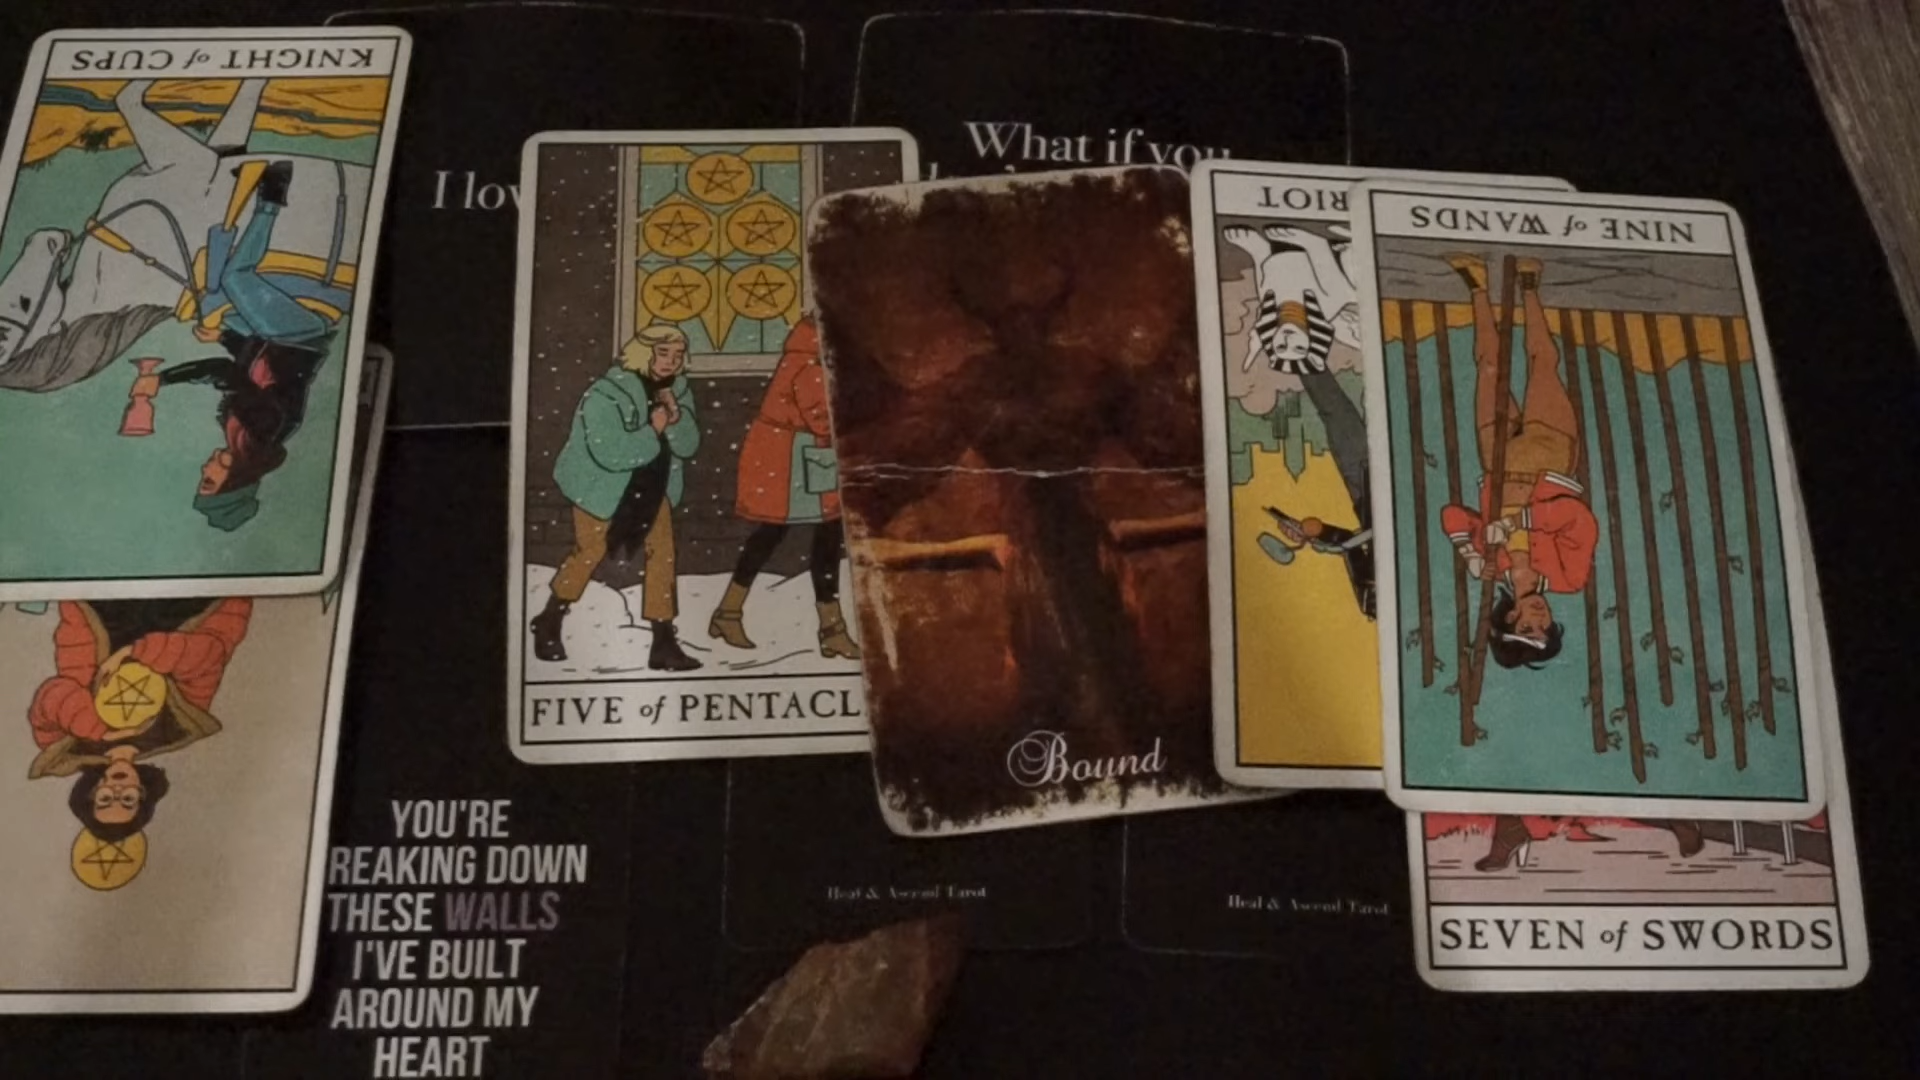 KNIGHT of CUPS
I lov
What if you
RIOT
NINE of WANDS
FIVE of PENTACL
Bound
YOU'RE
REAKING DOWN
THESE WALLS
I'VE BUILT
AROUND MY
HEART
Heal & Ascend Tarot
Heal & Ascend Tarot
SEVEN of SWORDS